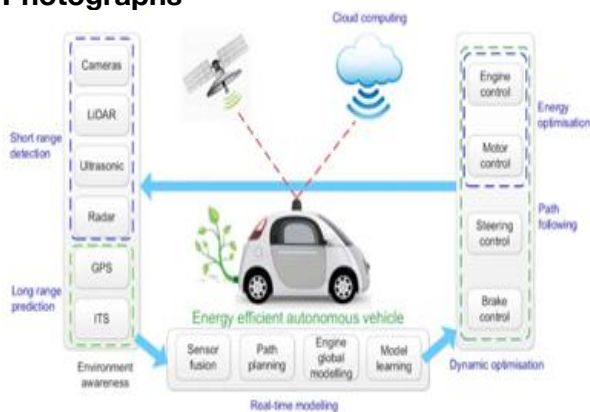 Photographs
Cloud computing
Cameras
LiDAR
Ultrasonic
Radar
GPS
ITS
Short range
detection
Long range
prediction
Environment
awareness
Energy efficient autonomous vehicle
Sensor
fusion
Path
planning
Engine
global
modelling
Model
learning
Real-time modelling
Engine
control
Motor
control
Steering
control
Brake
control
Energy
optimisation
Path
following
Dynamic optimisation